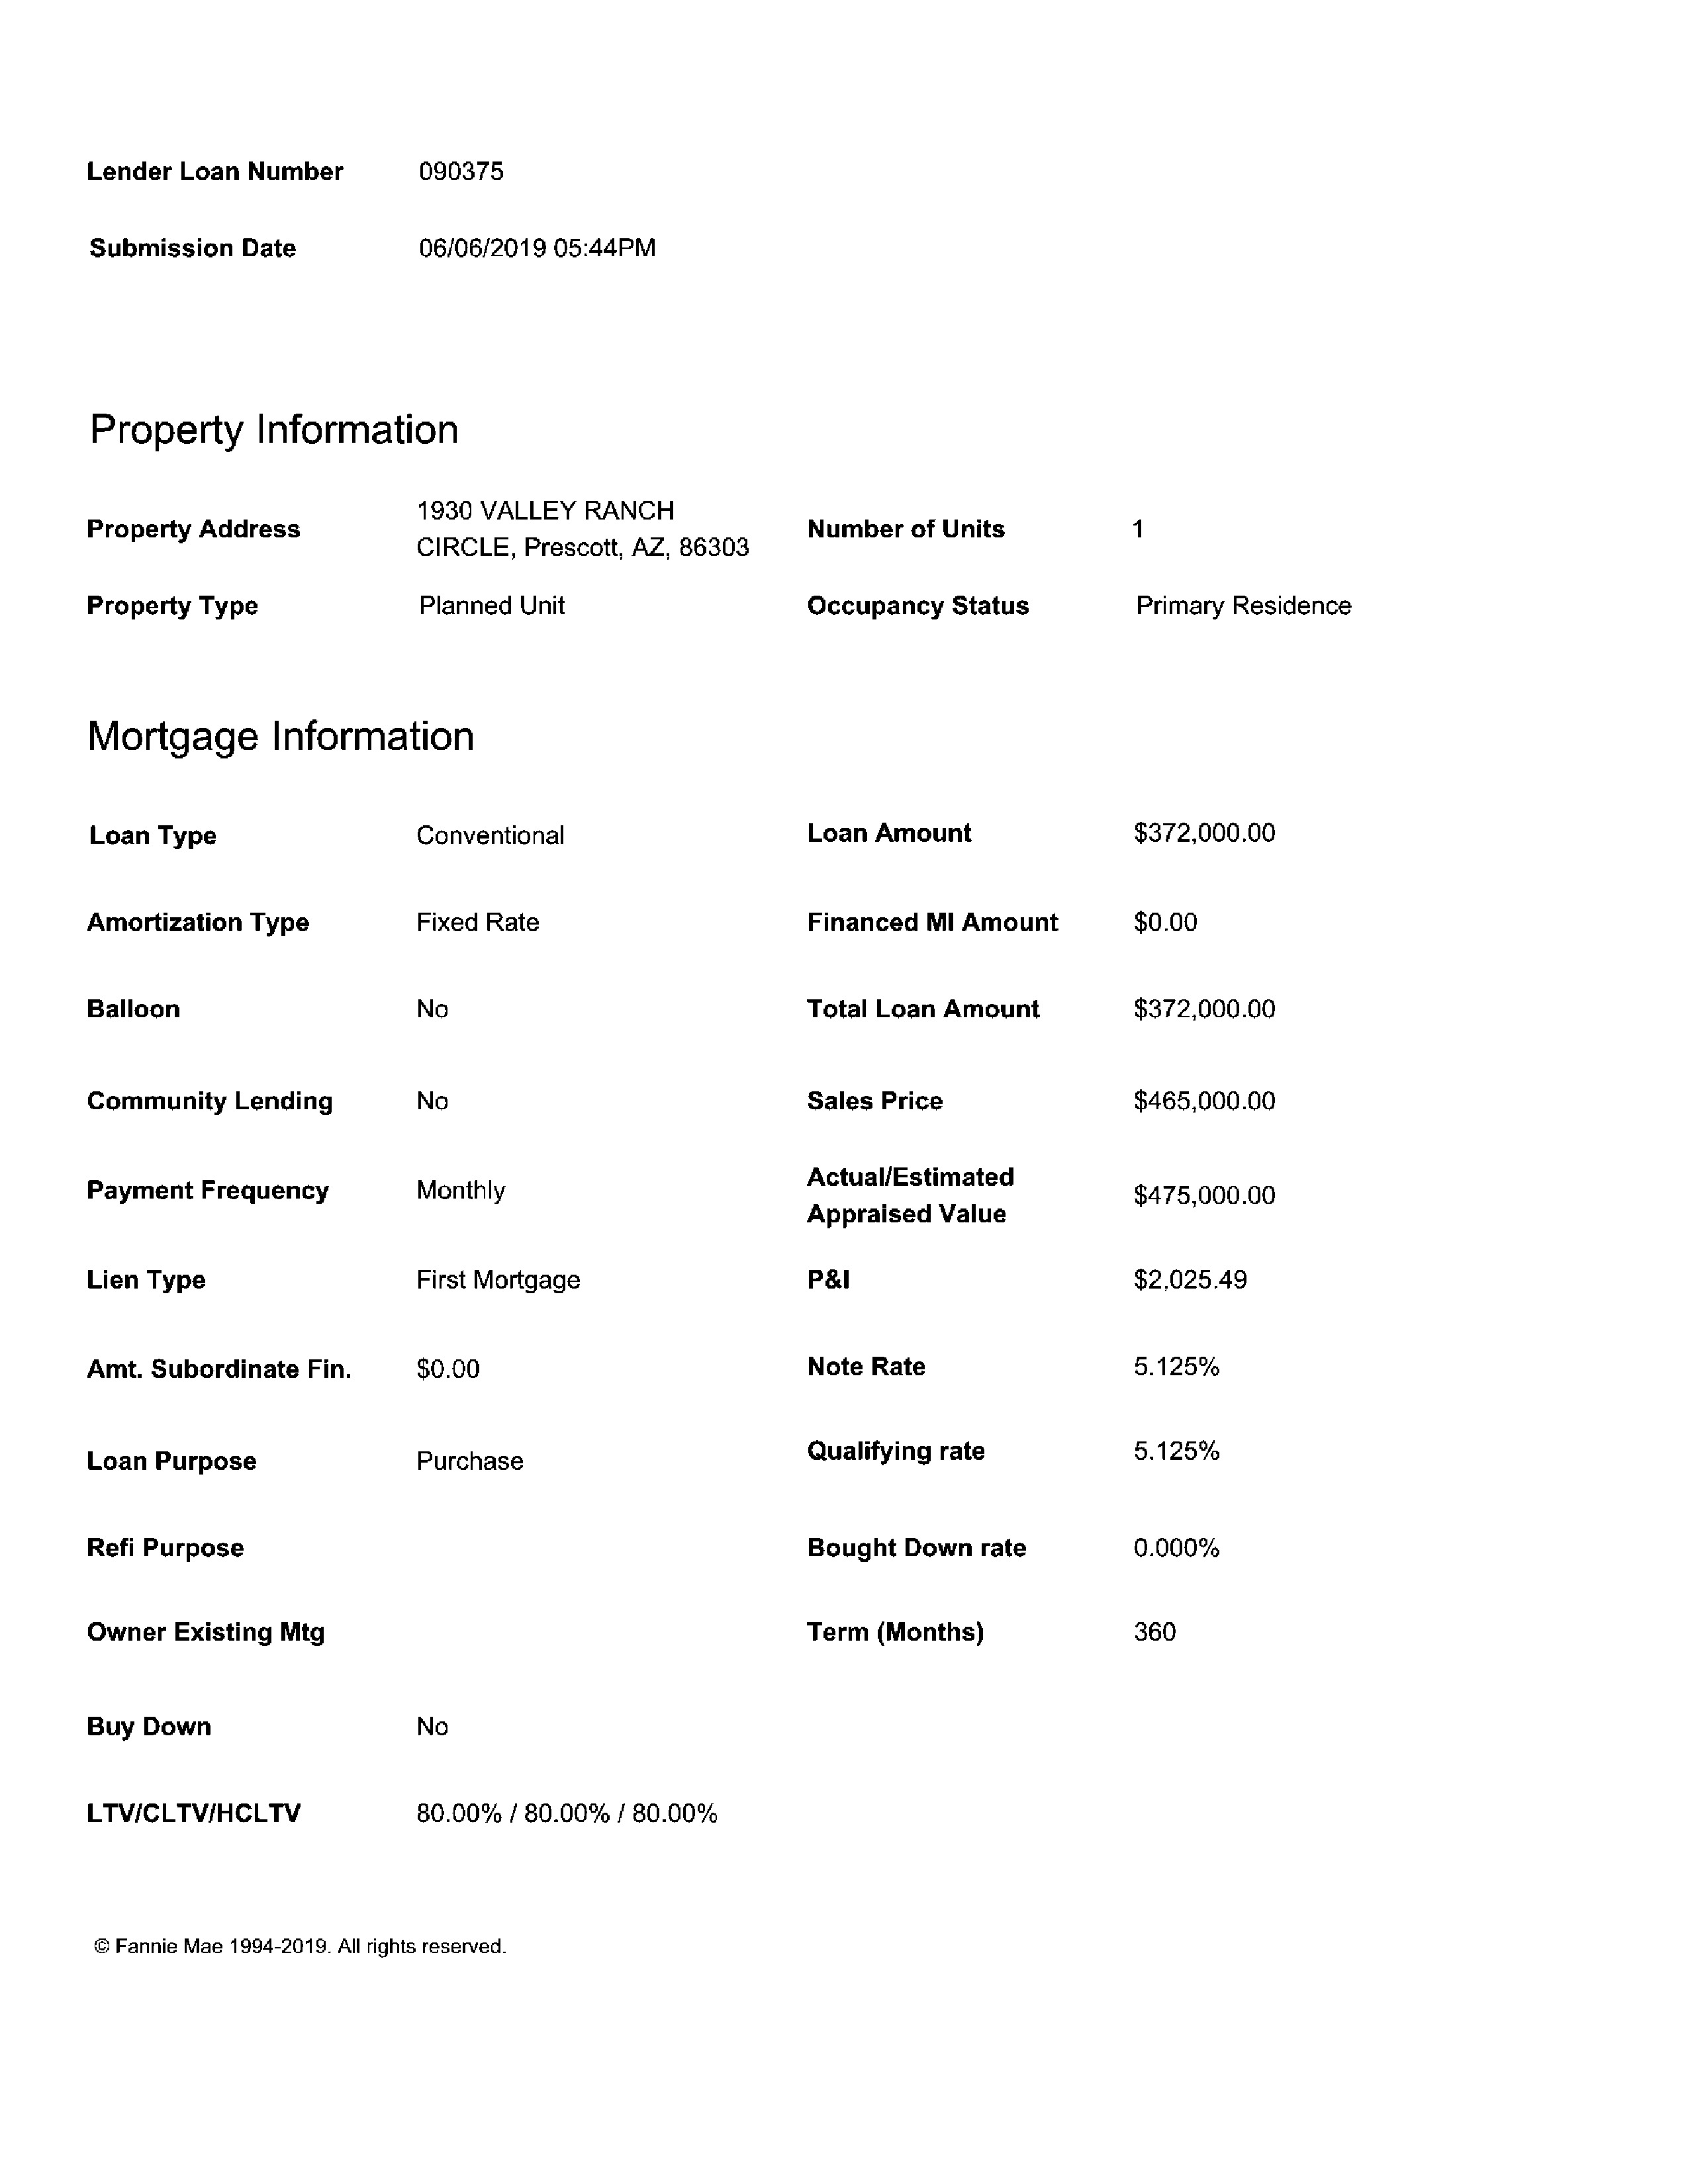 Lender Loan Number 090375
Submission Date 06/06/2019 05:44PM
Property Information
Property Address 1930 VALLEY RANCH CIRCLE, Prescott, AZ, 86303 Number of Units 1
Property Type Planned Unit Occupancy Status Primary Residence
Mortgage Information
Loan Type Conventional Loan Amount $372,000.00
Amortization Type Fixed Rate Financed MI Amount $0.00
Balloon No Total Loan Amount $372,000.00
Community Lending No Sales Price $465,000.00
Payment Frequency Monthly Actual/Estimated Appraised Value $475,000.00
Lien Type First Mortgage P&I $2,025.49
Amt. Subordinate Fin. $0.00 Note Rate 5.125%
Loan Purpose Purchase Qualifying rate 5.125%
Refi Purpose Bought Down rate 0.000%
Owner Existing Mtg Term (Months) 360
Buy Down No
LTV/CLTV/HCLTV 80.00% / 80.00% / 80.00%
© Fannie Mae 1994-2019. All rights reserved.